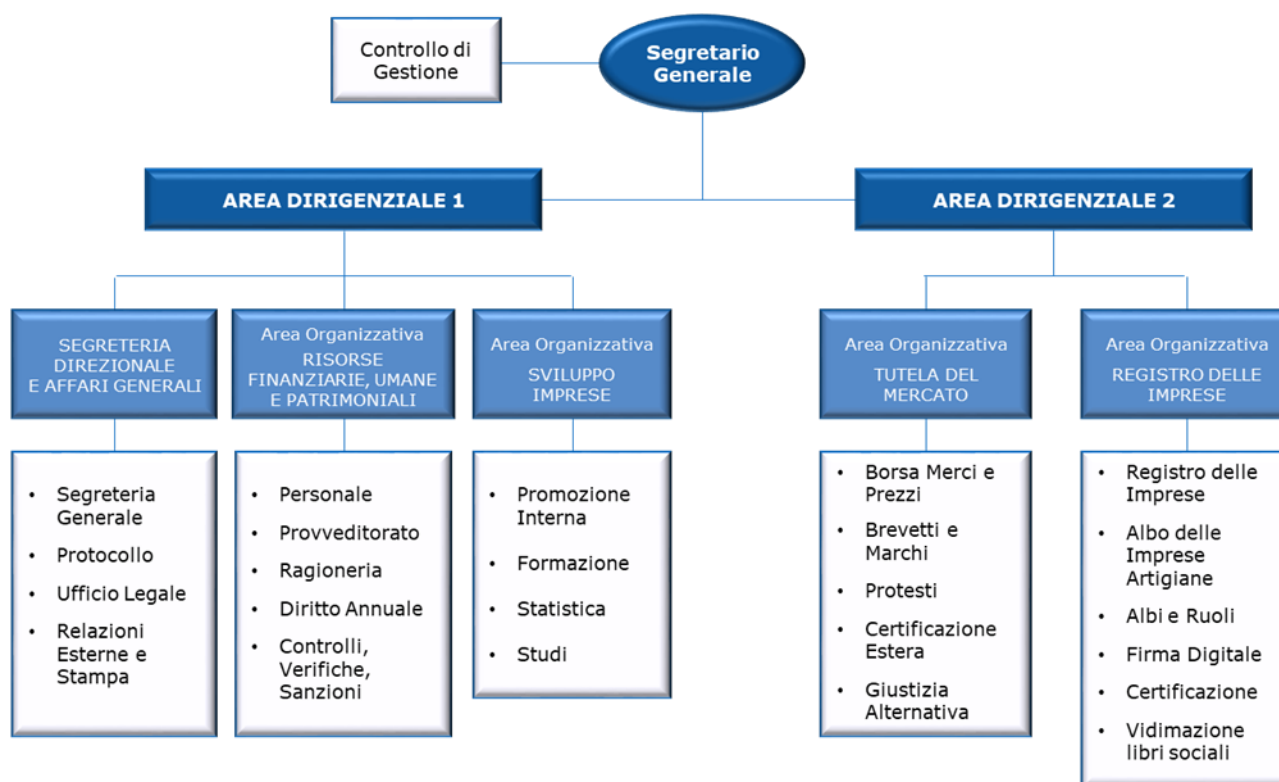 Controllo di
Gestione
Segretario
Generale
AREA DIRIGENZIALE 1
AREA DIRIGENZIALE 2
SEGRETERIA
DIREZIONALE
E AFFARI GENERALI
Area Organizzativa
RISORSE
FINANZIARIE, UMANE
E PATRIMONIALI
Area Organizzativa
SVILUPPO
IMPRESE
Area Organizzativa
TUTELA DEL
MERCATO
Area Organizzativa
REGISTRO DELLE
IMPRESE
• Segreteria
Generale
• Protocollo
• Ufficio Legale
• Relazioni
Esterne e
Stampa
• Personale
• Provveditorato
• Ragioneria
• Diritto Annuale
• Controlli,
Verifiche,
Sanzioni
• Promozione
Interna
• Formazione
• Statistica
• Studi
• Borsa Merci e
Prezzi
• Brevetti e
Marchi
• Protesti
• Certificazione
Estera
• Giustizia
Alternativa
• Registro delle
Imprese
• Albo delle
Imprese
Artigiane
• Albi e Ruoli
• Firma Digitale
• Certificazione
• Vidimazione
libri sociali